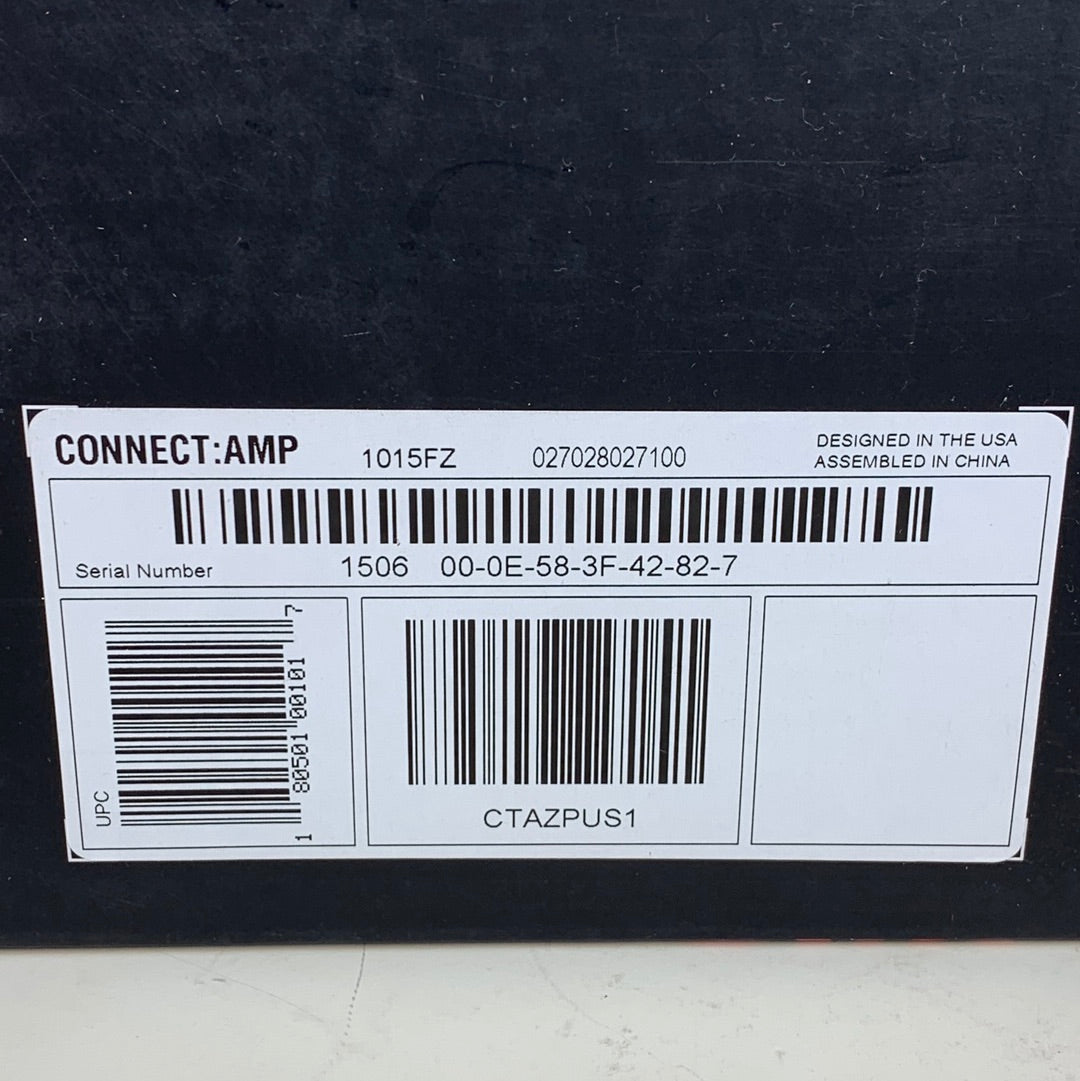 CONNECT:AMP 1015FZ 027028027100 DESIGNED IN THE USA
ASSEMBLED IN CHINA
Serial Number 1506 00-0E-58-3F-42-82-7
UPC 1 80501 00101 7
CTAZPUS1